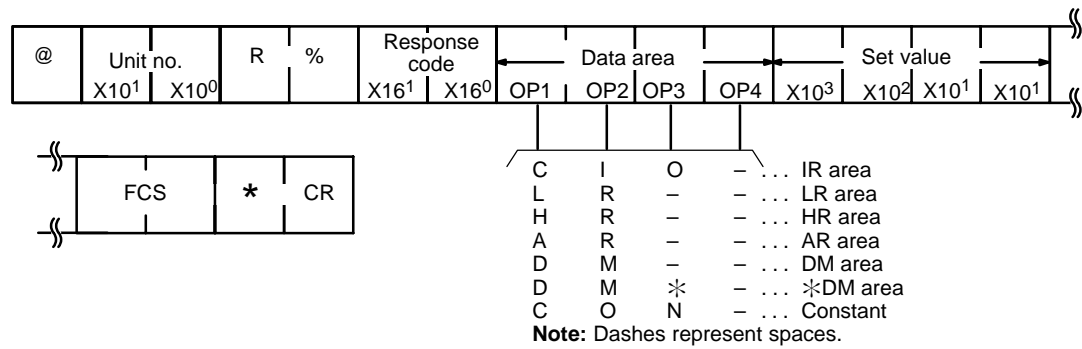 @ Unit no. R % Response code Data area Set value
X10¹ X10⁰ X16¹ X16⁰ OP1 OP2 OP3 OP4 X10³ X10² X10¹ X10¹
FCS * CR
C I O – . . . IR area
L R – – . . . LR area
H R – – . . . HR area
A R – – . . . AR area
D M – – . . . DM area
D M ✻ – . . . ✻DM area
C O N – . . . Constant
Note: Dashes represent spaces.